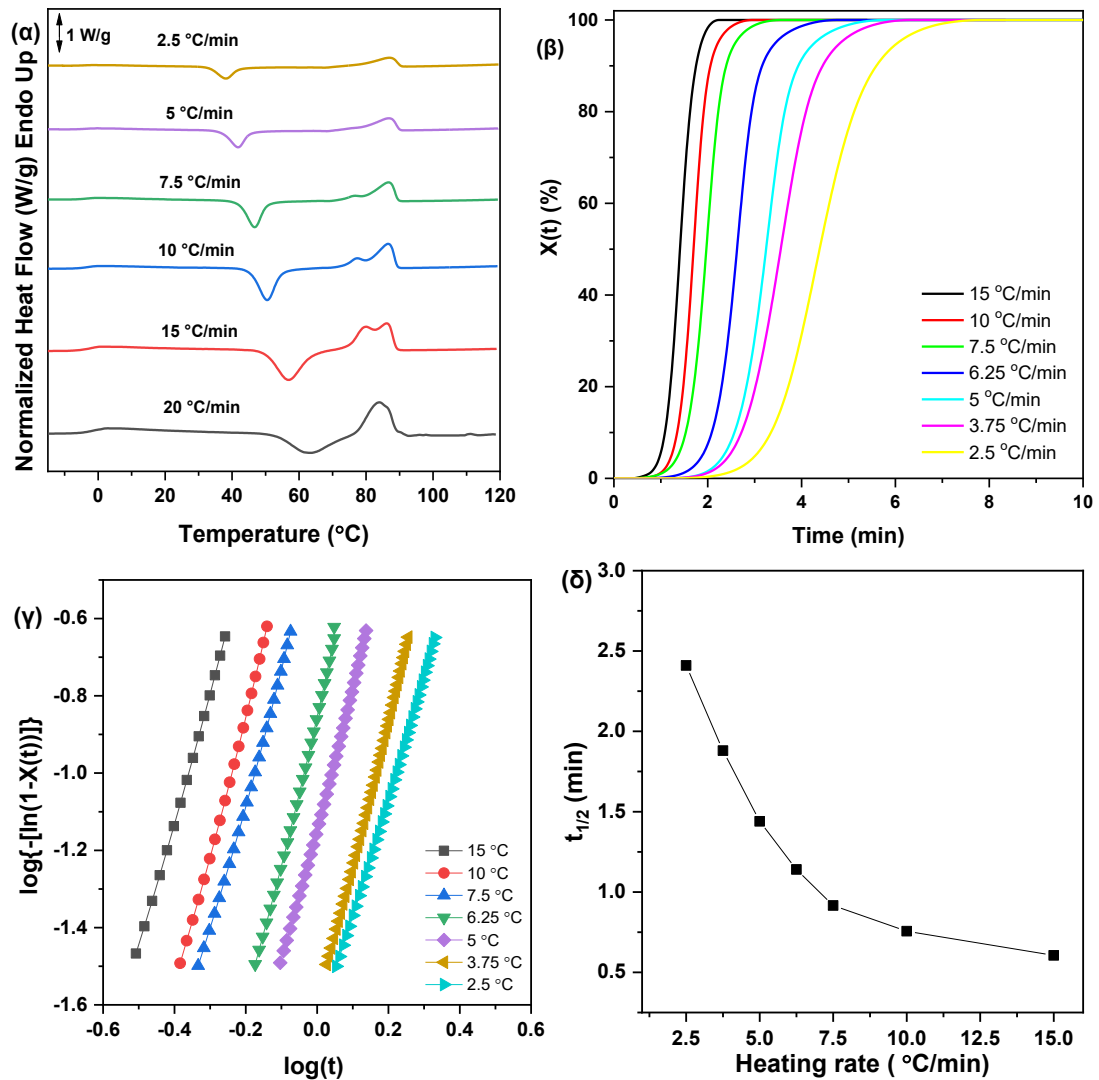 (α)
1 W/g
2.5 °C/min
5 °C/min
7.5 °C/min
10 °C/min
15 °C/min
20 °C/min
Normalized Heat Flow (W/g) Endo Up
0 20 40 60 80 100 120
Temperature (°C)
(β)
100
80
60
40
20
0
X(t) (%)
15 °C/min
10 °C/min
7.5 °C/min
6.25 °C/min
5 °C/min
3.75 °C/min
2.5 °C/min
0 2 4 6 8 10
Time (min)
(γ)
-0.6
-0.8
-1.0
-1.2
-1.4
-1.6
log{-[ln(1-X(t))]}
15 °C
10 °C
7.5 °C
6.25 °C
5 °C
3.75 °C
2.5 °C
-0.6 -0.4 -0.2 0.0 0.2 0.4 0.6
log(t)
(δ)
3.0
2.5
2.0
1.5
1.0
0.5
t1/2 (min)
2.5 5.0 7.5 10.0 12.5 15.0
Heating rate ( °C/min)